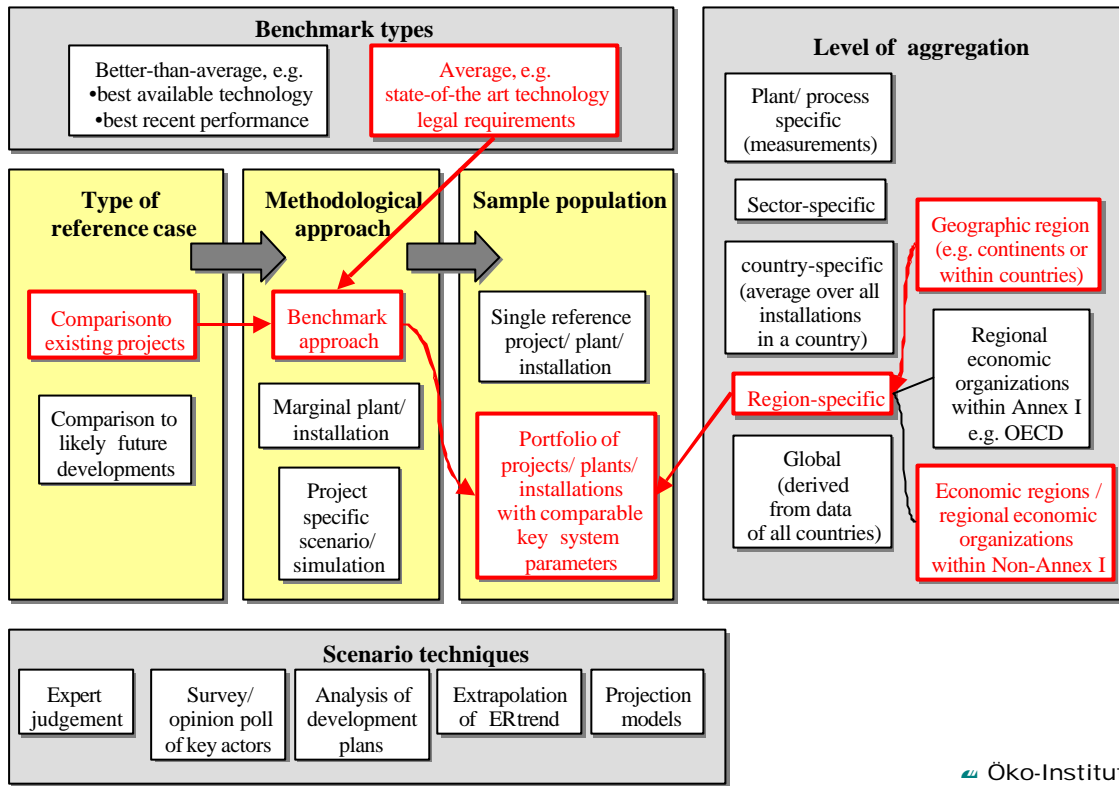 Benchmark types
Better-than-average, e.g.
•best available technology
•best recent performance
Average, e.g.
state-of-the art technology
legal requirements
Type of
reference case
Comparisonto
existing projects
Comparison to
likely future
developments
Methodological
approach
Benchmark
approach
Marginal plant/
installation
Project
specific
scenario/
simulation
Sample population
Single reference
project/ plant/
installation
Portfolio of
projects/ plants/
installations
with comparable
key system
parameters
Level of aggregation
Plant/ process
specific
(measurements)
Sector-specific
country-specific
(average over all
installations
in a country)
Region-specific
Global
(derived
from data
of all countries)
Geographic region
(e.g. continents or
within countries)
Regional
economic
organizations
within Annex I
e.g. OECD
Economic regions /
regional economic
organizations
within Non-Annex I
Scenario techniques
Expert
judgement
Survey/
opinion poll
of key actors
Analysis of
development
plans
Extrapolation
of ERtrend
Projection
models
Öko-Institut